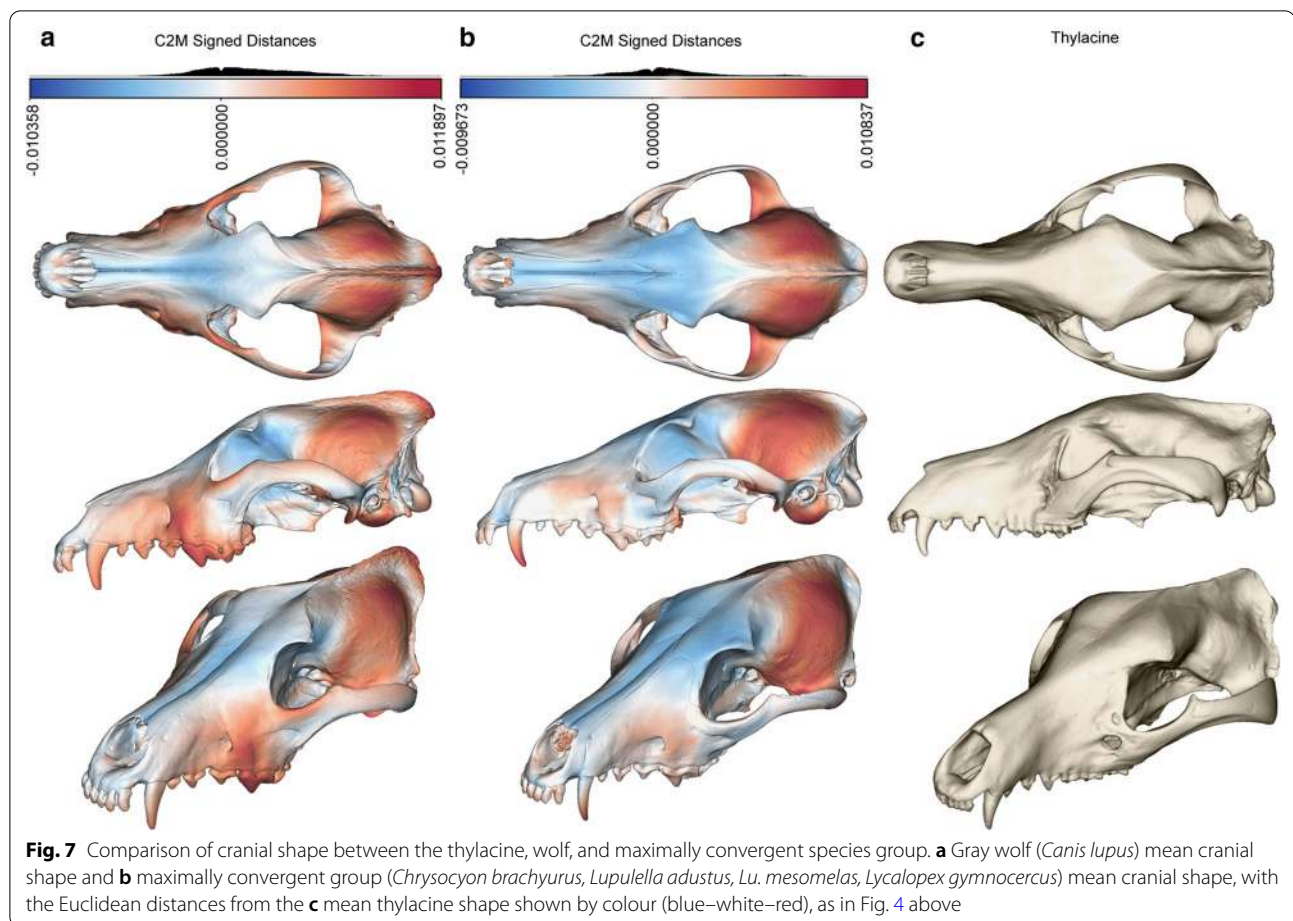 a
C2M Signed Distances
-0.010358
0.000000
0.011897
b
C2M Signed Distances
-0.009673
0.000000
0.010837
c
Thylacine
Fig. 7 Comparison of cranial shape between the thylacine, wolf, and maximally convergent species group. a Gray wolf (Canis lupus) mean cranial
shape and b maximally convergent group (Chrysocyon brachyurus, Lupulella adustus, Lu. mesomelas, Lycalopex gymnocercus) mean cranial shape, with
the Euclidean distances from the c mean thylacine shape shown by colour (blue–white–red), as in Fig. 4 above